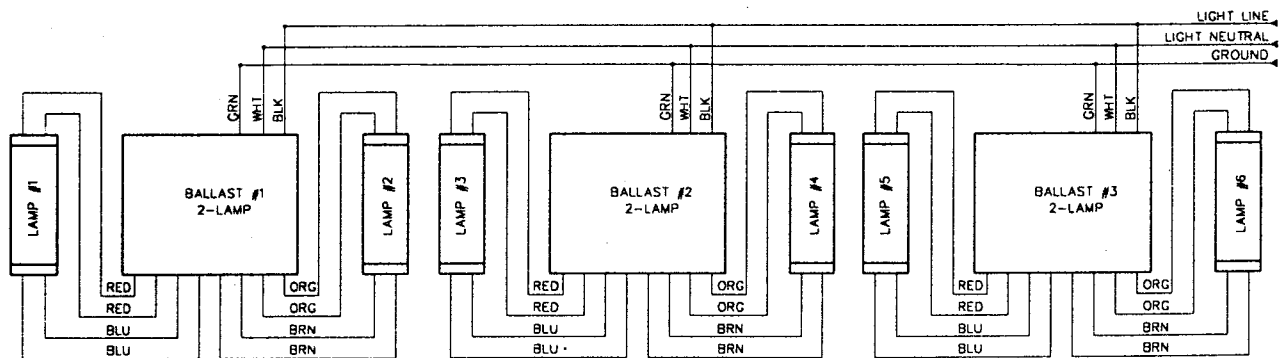 LIGHT LINE
LIGHT NEUTRAL
GROUND
GRN
WHT
BLK
GRN
WHT
BLK
GRN
WHT
BLK
LAMP #1
BALLAST #1
2-LAMP
LAMP #2
LAMP #3
BALLAST #2
2-LAMP
LAMP #4
LAMP #5
BALLAST #3
2-LAMP
LAMP #6
RED
ORG
RED
ORG
RED
ORG
RED
ORG
RED
ORG
RED
ORG
BLU
BRN
BLU
BRN
BLU
BRN
BLU
BRN
BLU
BRN
BLU
BRN